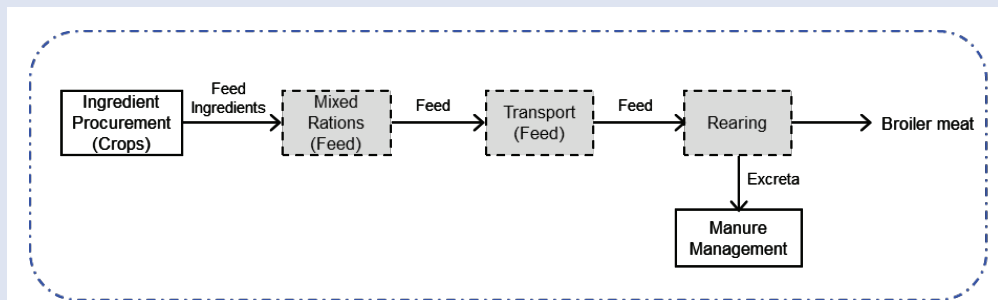 Ingredient
Procurement
(Crops)
Feed
Ingredients
Mixed
Rations
(Feed)
Feed
Transport
(Feed)
Feed
Rearing
Broiler meat
Excreta
Manure
Management